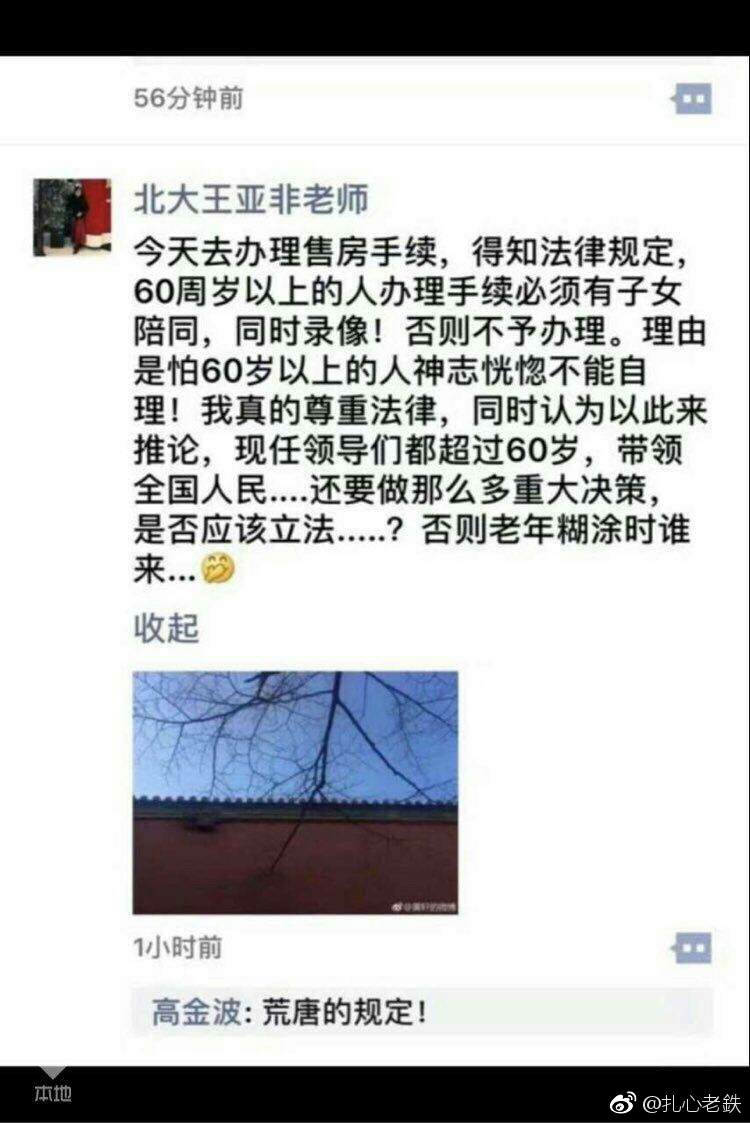 56分钟前
北大王亚非老师
今天去办理售房手续，得知法律规定，
60周岁以上的人办理手续必须有子女
陪同，同时录像！否则不予办理。理由
是怕60岁以上的人神志恍惚不能自
理！我真的尊重法律，同时认为以此来
推论，现任领导们都超过60岁，带领
全国人民....还要做那么多重大决策，
是否应该立法.....？否则老年糊涂时谁
来...🤭
收起
1小时前
高金波: 荒唐的规定！
本地
@扎心老鉄